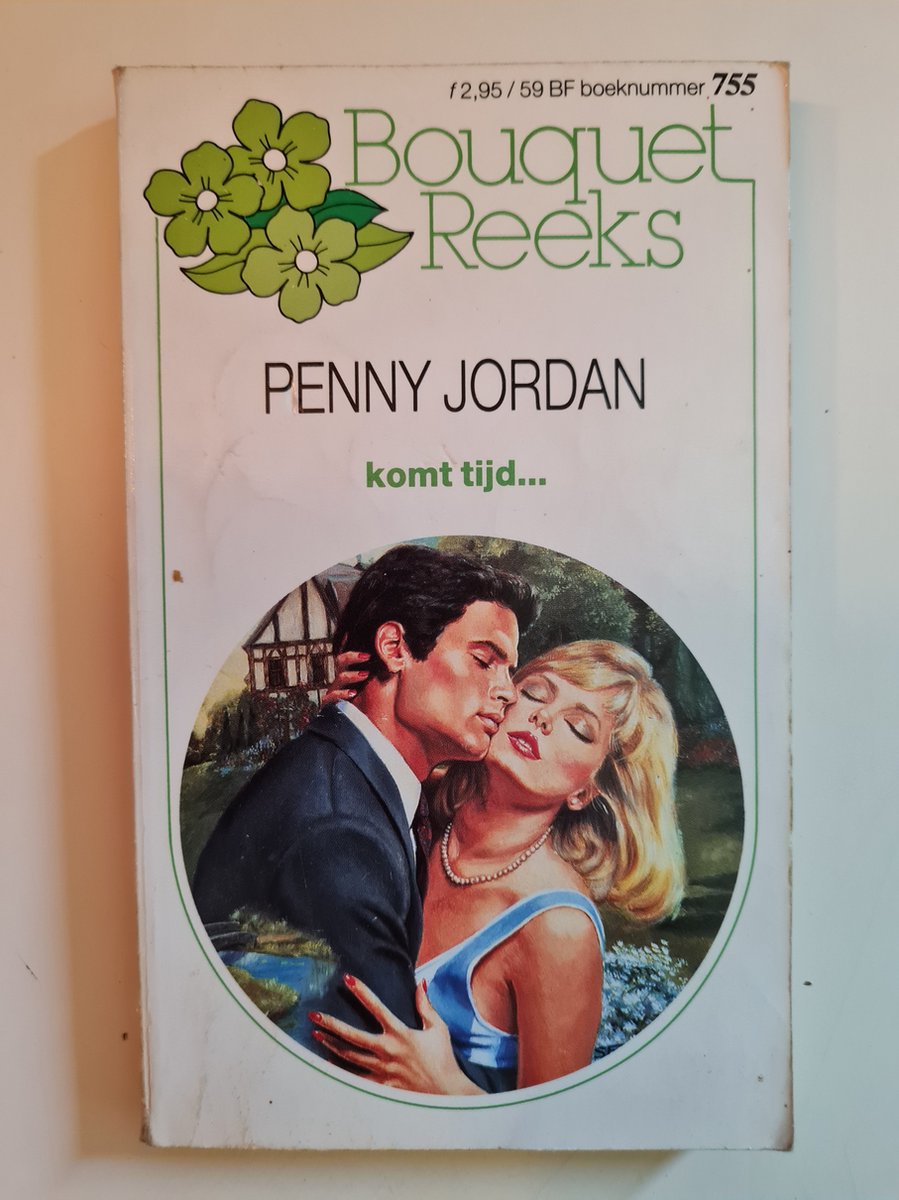 f 2,95 / 59 BF boeknummer 755
Bouquet
Reeks
PENNY JORDAN
komt tijd...